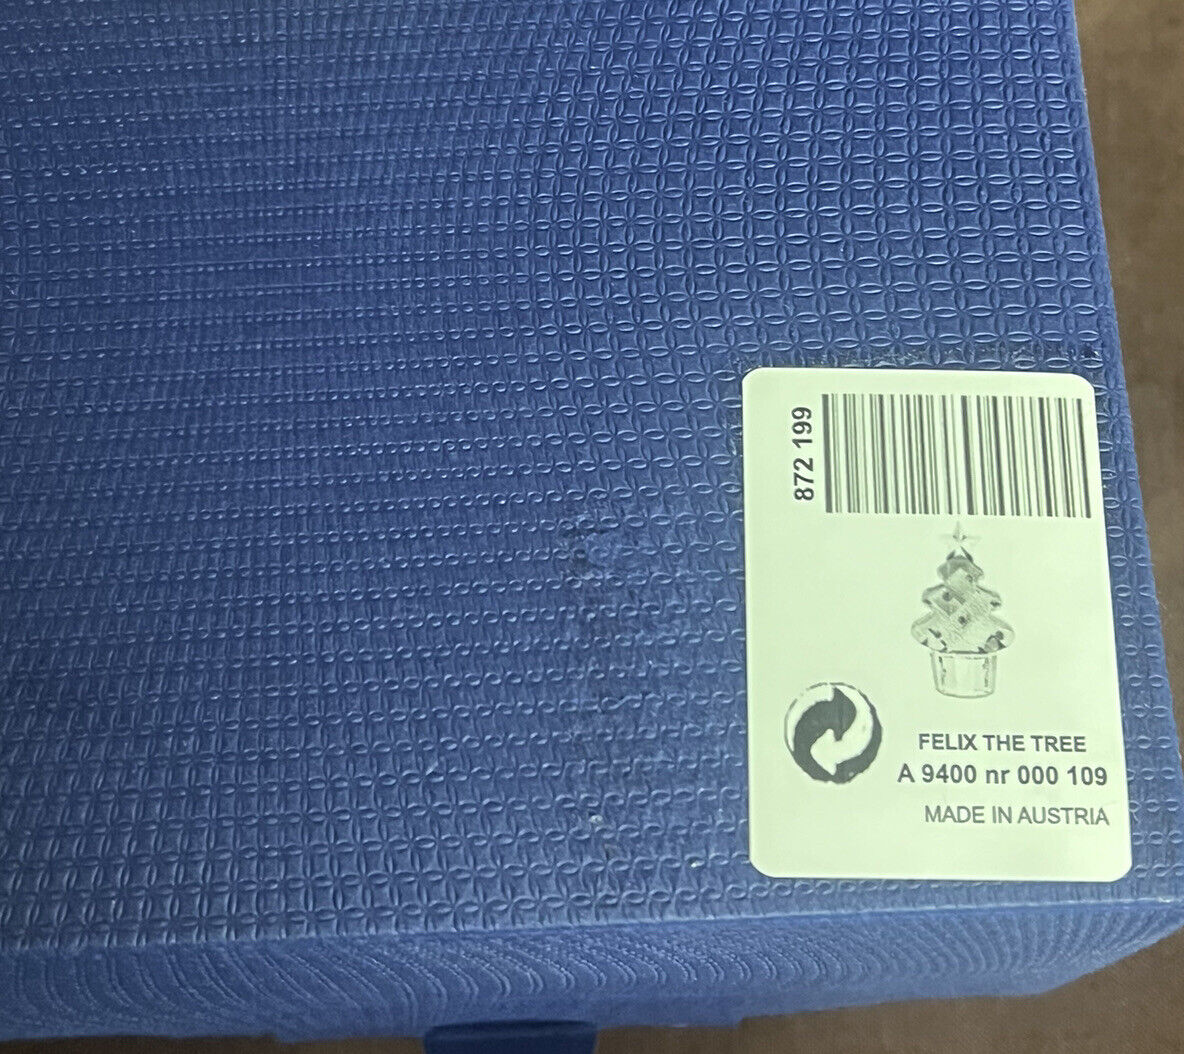 872 199
FELIX THE TREE
A 9400 nr 000 109
MADE IN AUSTRIA